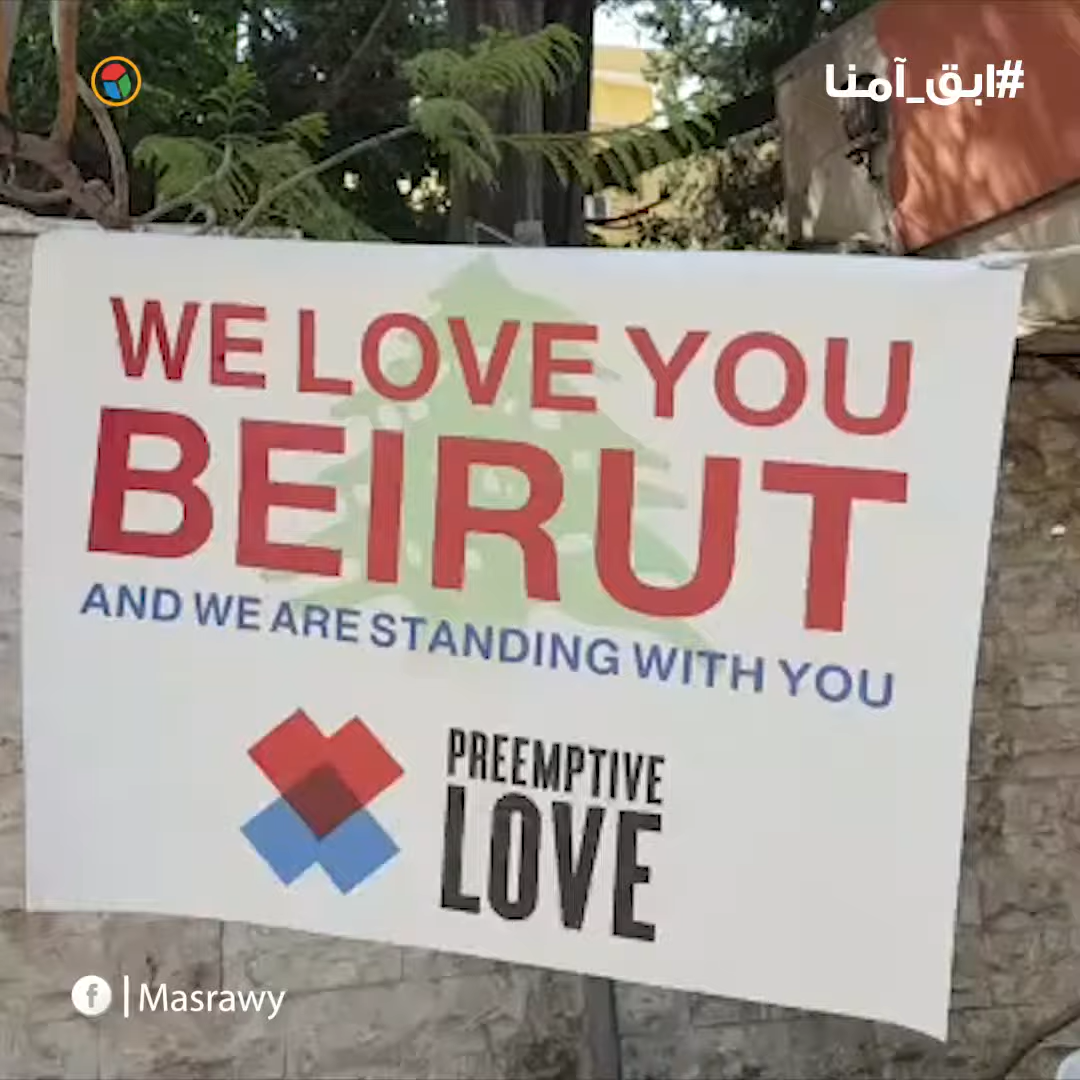 #ابق_آمنا
WE LOVE YOU
BEIRUT
AND WE ARE STANDING WITH YOU
PREEMPTIVE
LOVE
f | Masrawy